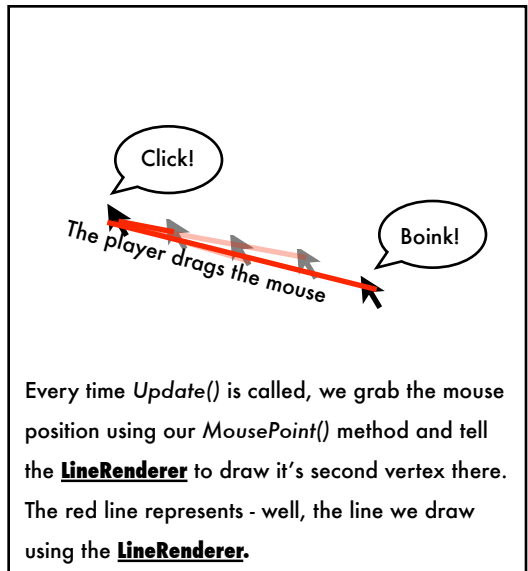 Click!
Boink!
The player drags the mouse
Every time Update() is called, we grab the mouse
position using our MousePoint() method and tell
the LineRenderer to draw it's second vertex there.
The red line represents - well, the line we draw
using the LineRenderer.